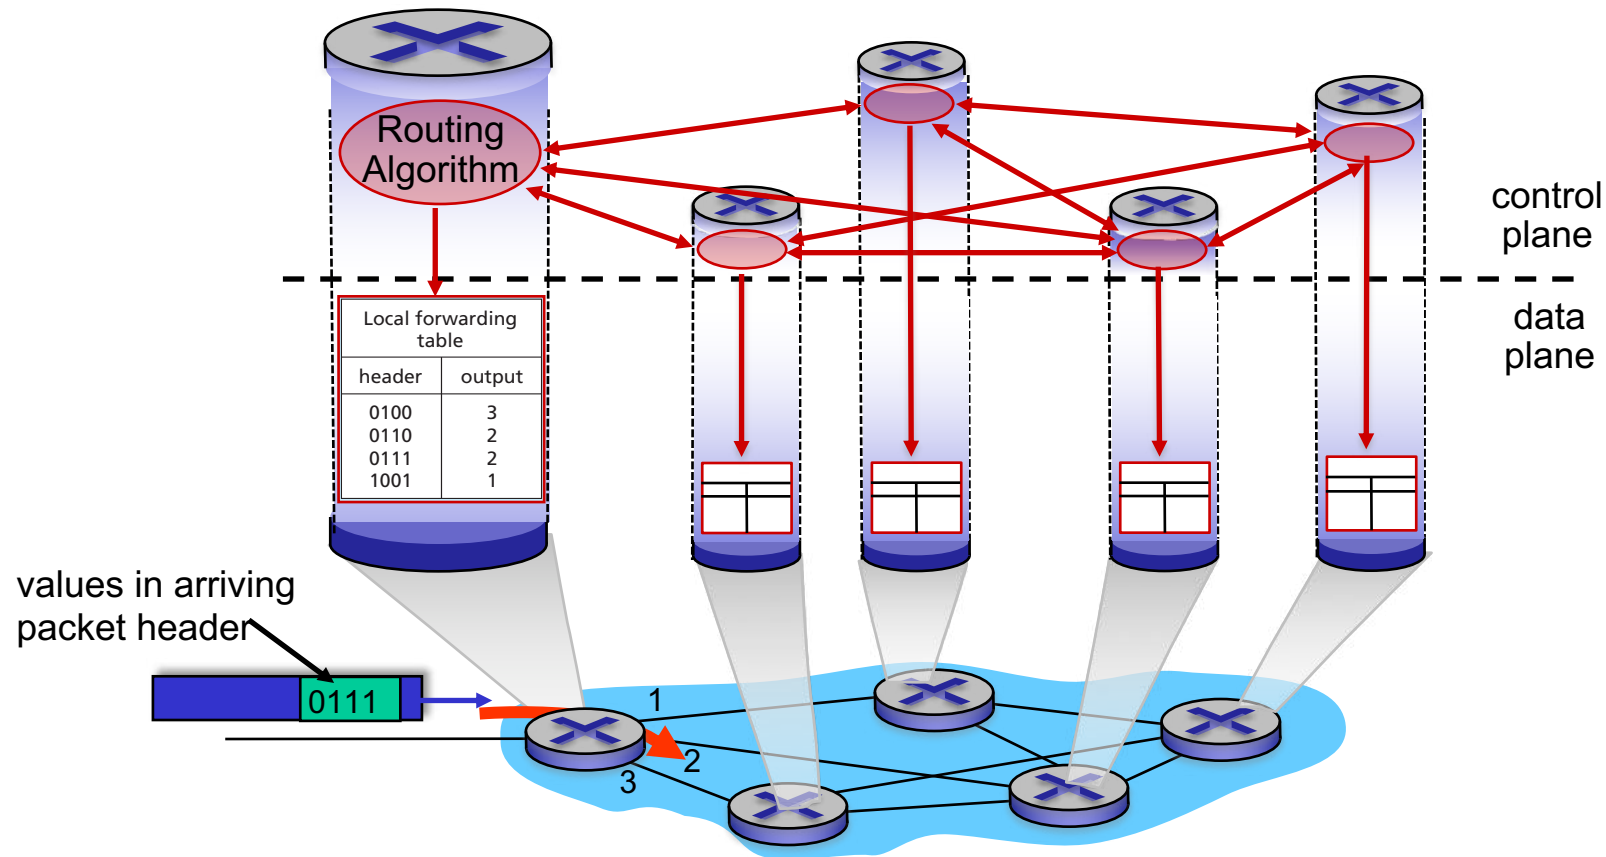 Routing
Algorithm
control
plane
data
plane
Local forwarding
table
header output
0100 3
0110 2
0111 2
1001 1
values in arriving
packet header
0111
1
2
3